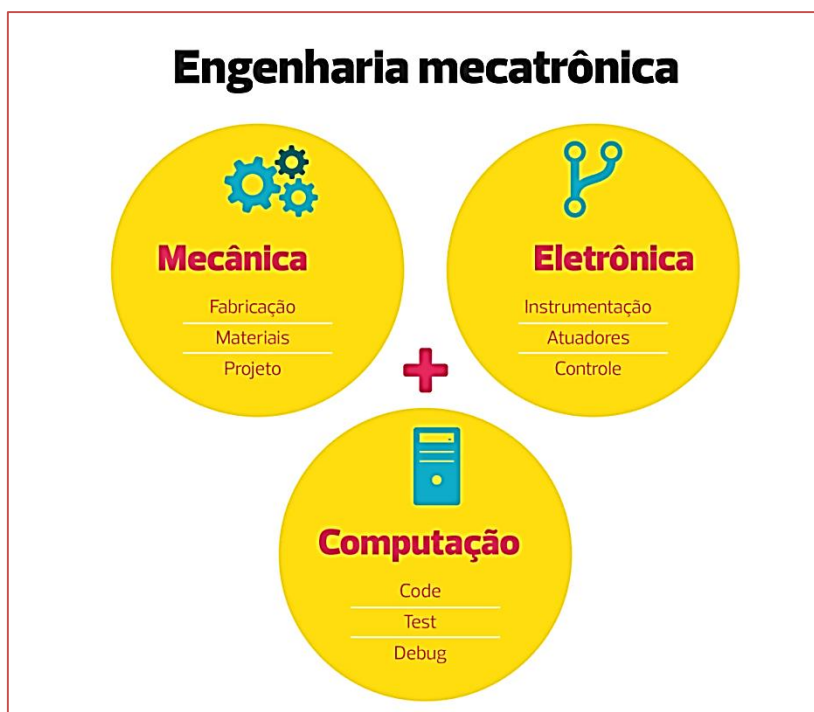 Engenharia mecatrônica
Mecânica
Fabricação
Materiais
Projeto
Eletrônica
Instrumentação
Atuadores
Controle
Computação
Code
Test
Debug